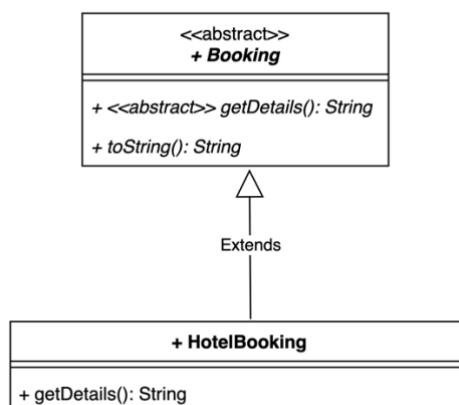 <<abstract>>
+ Booking
+ <<abstract>> getDetails(): String
+ toString(): String
Extends
+ HotelBooking
+ getDetails(): String